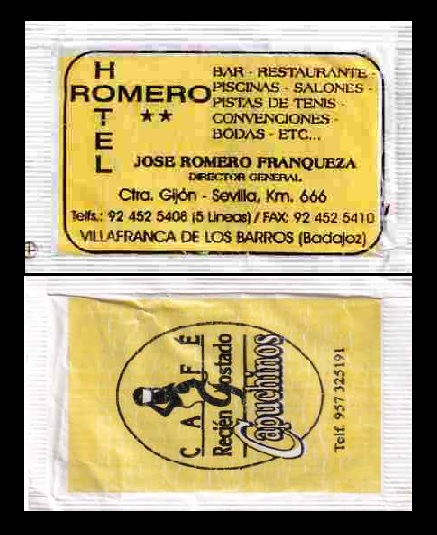 HOTEL
ROMERO
★★
BAR - RESTAURANTE -
PISCINAS - SALONES -
PISTAS DE TENIS -
CONVENCIONES -
BODAS - ETC...
JOSE ROMERO FRANQUEZA
DIRECTOR GENERAL
Ctra. Gijón - Sevilla, Km. 666
Telfs.: 92 452 5408 (5 Lineas) / FAX: 92 452 5410
VILLAFRANCA DE LOS BARROS (Badajoz)
CAFÉ
Recién Tostado
Capuchinos
Telf. 957 325191